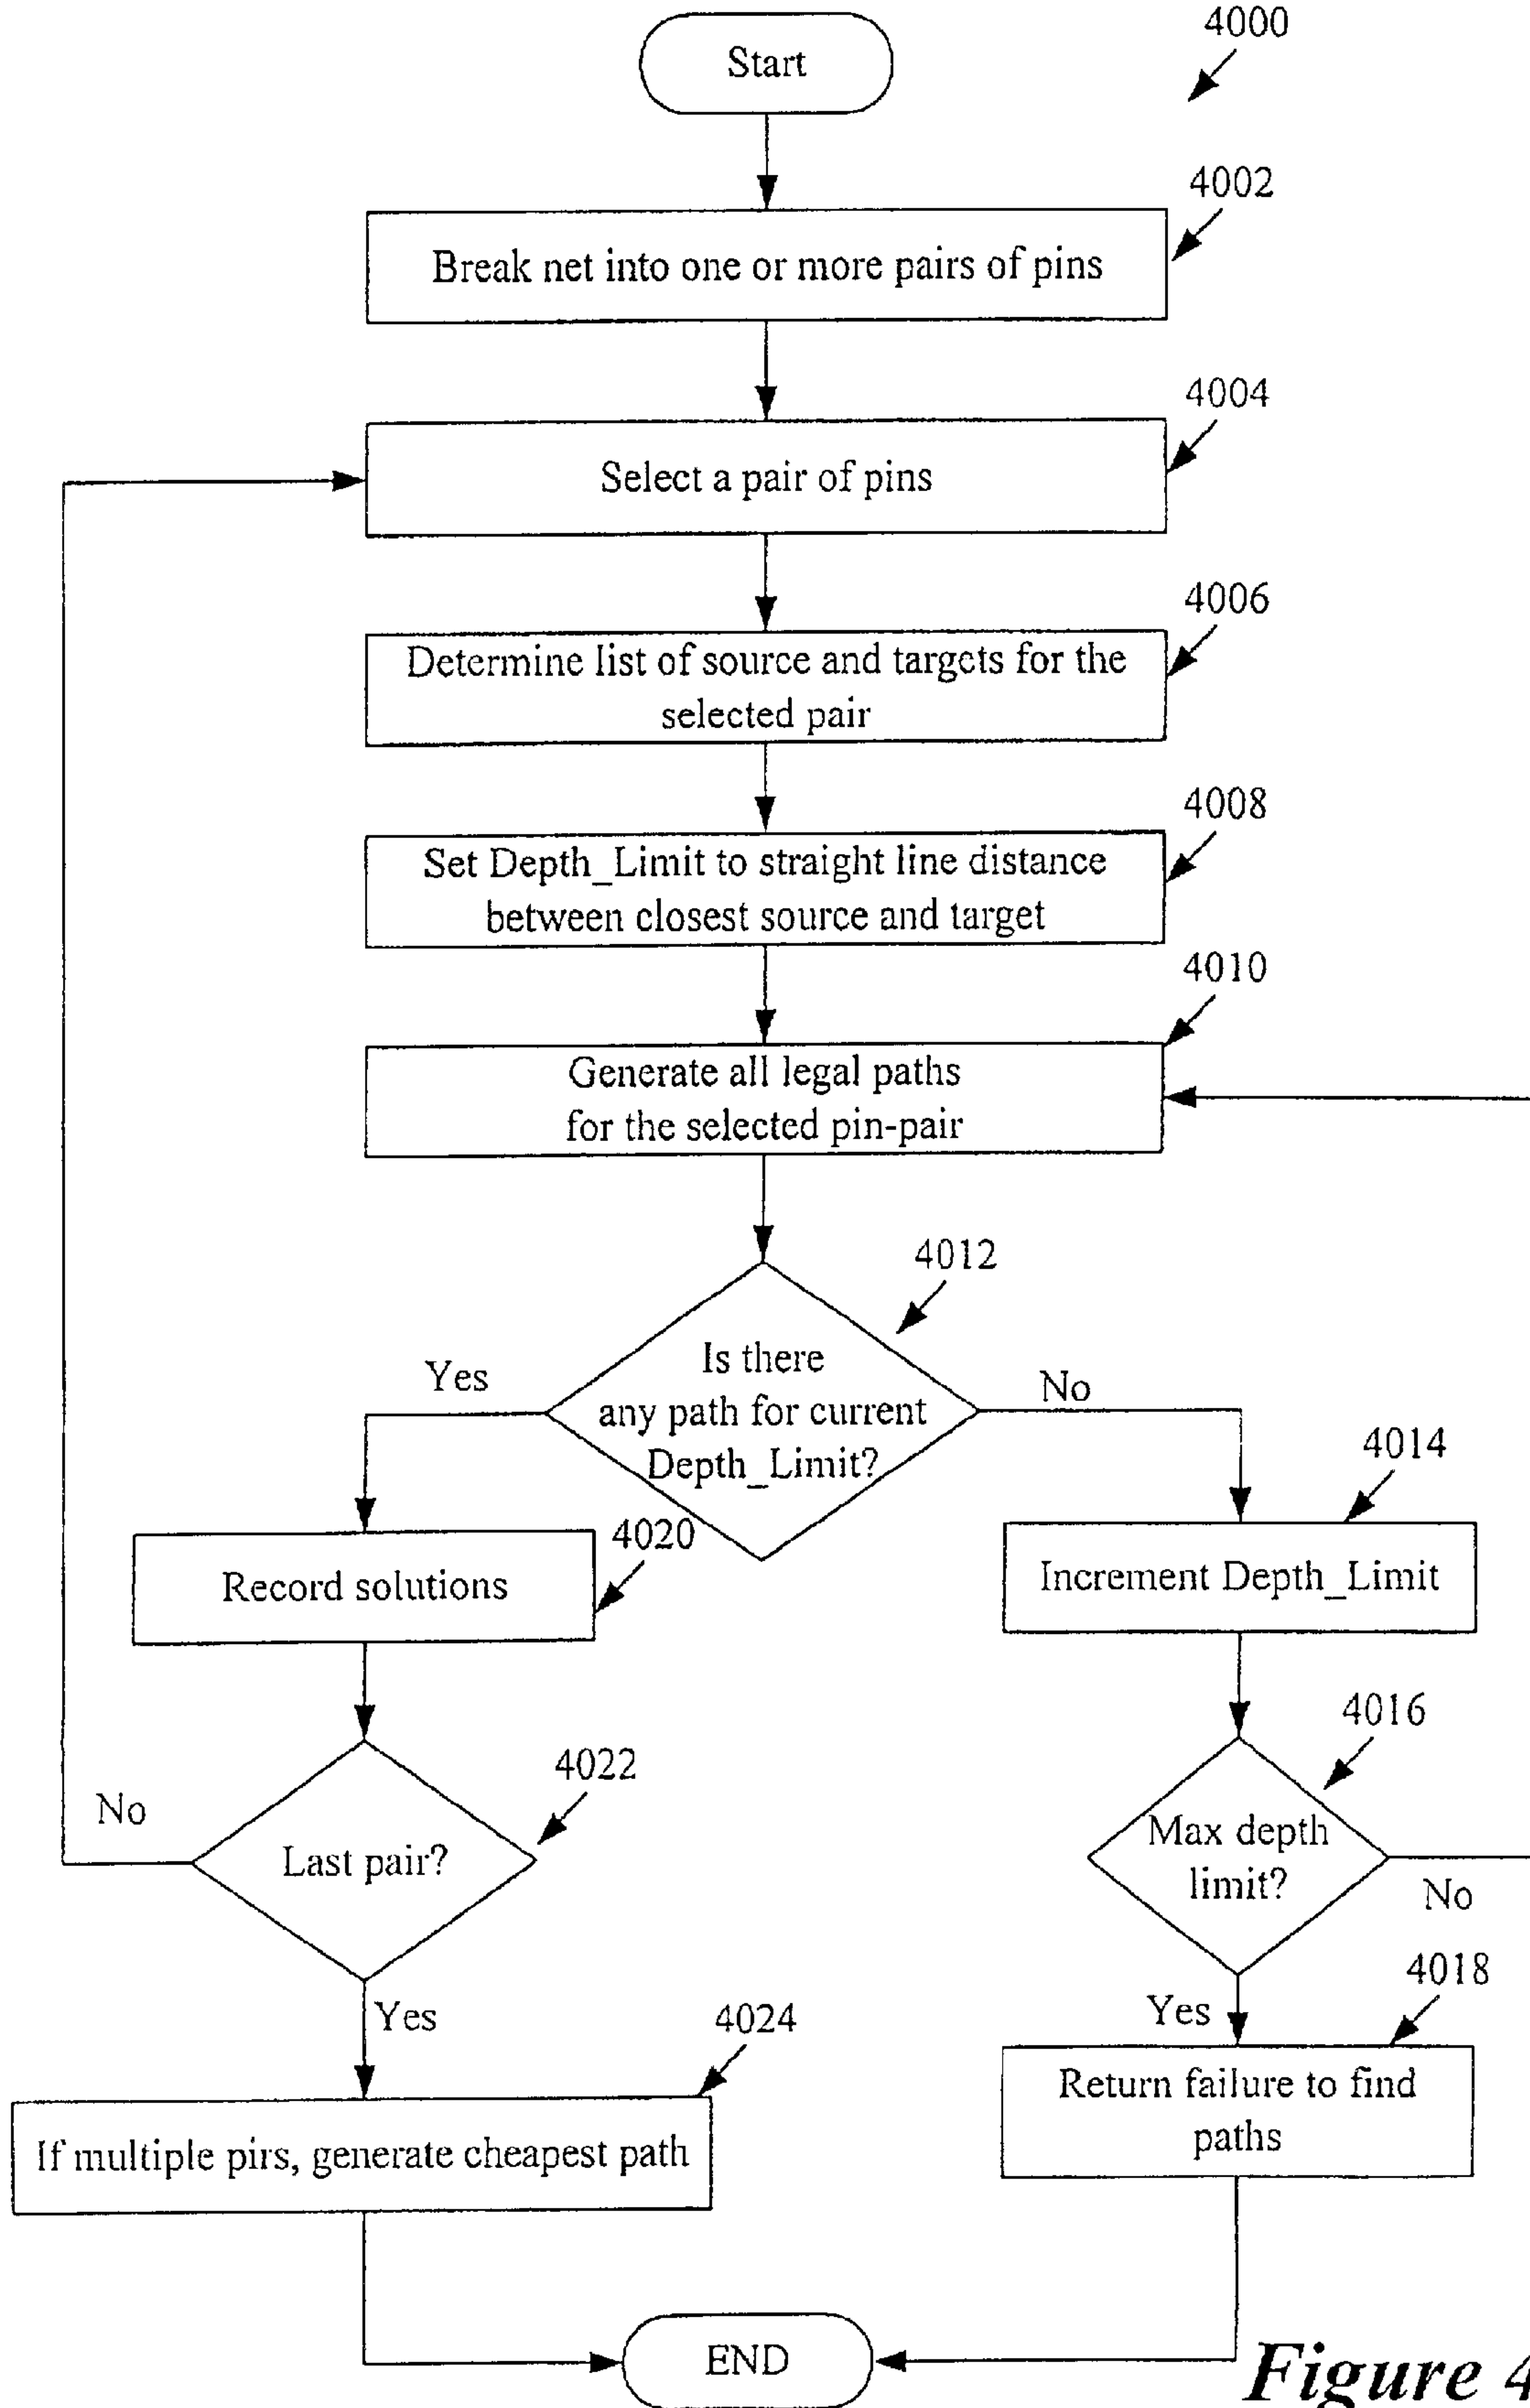 4000
Start
4002
Break net into one or more pairs of pins
4004
Select a pair of pins
4006
Determine list of source and targets for the
selected pair
4008
Set Depth_Limit to straight line distance
between closest source and target
4010
Generate all legal paths
for the selected pin-pair
4012
Is there
any path for current
Depth_Limit?
Yes
No
4014
Increment Depth_Limit
4020
Record solutions
4016
Max depth
limit?
No
4022
Last pair?
No
Yes
4018
Yes
Return failure to find
paths
4024
If multiple pirs, generate cheapest path
END
Figure 4